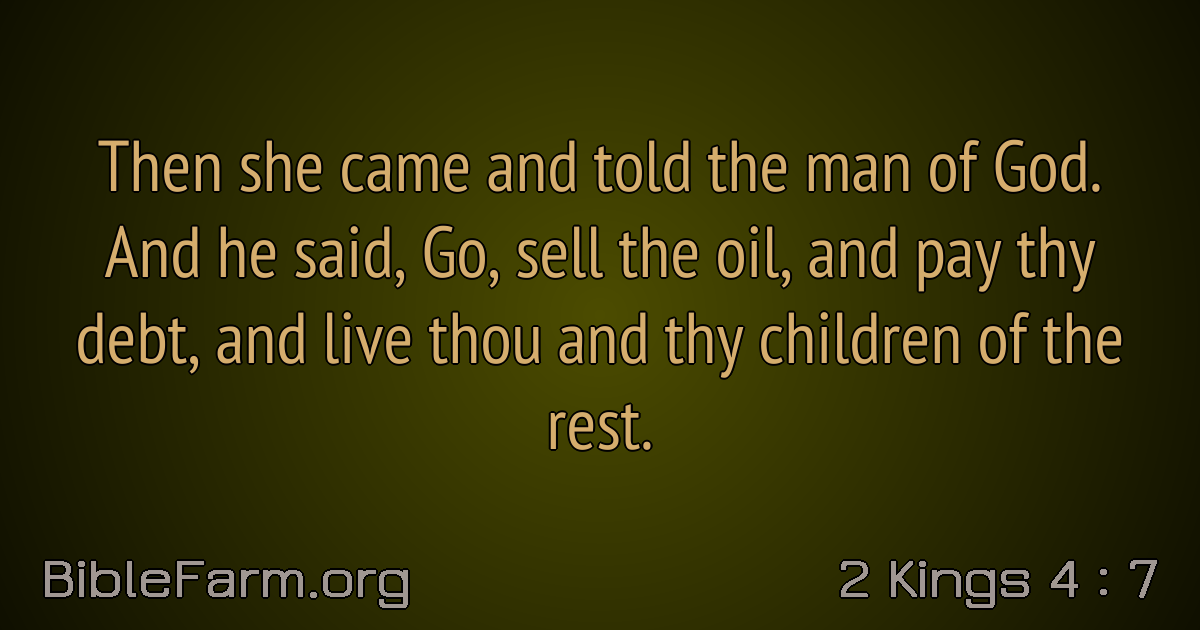 Then she came and told the man of God.
And he said, Go, sell the oil, and pay thy
debt, and live thou and thy children of the
rest.
BibleFarm.org
2 Kings 4 : 7